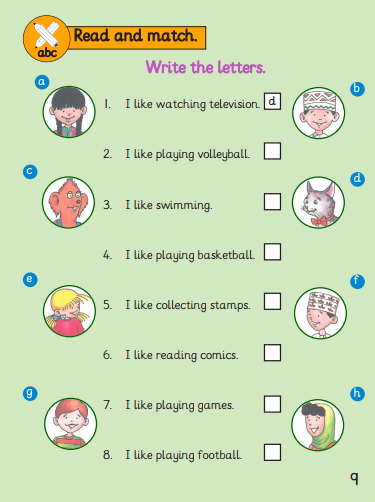 abc
Read and match.
Write the letters.
a
b
1. I like watching television. d
2. I like playing volleyball.
c
d
3. I like swimming.
4. I like playing basketball.
e
f
5. I like collecting stamps.
6. I like reading comics.
g
h
7. I like playing games.
8. I like playing football.
9